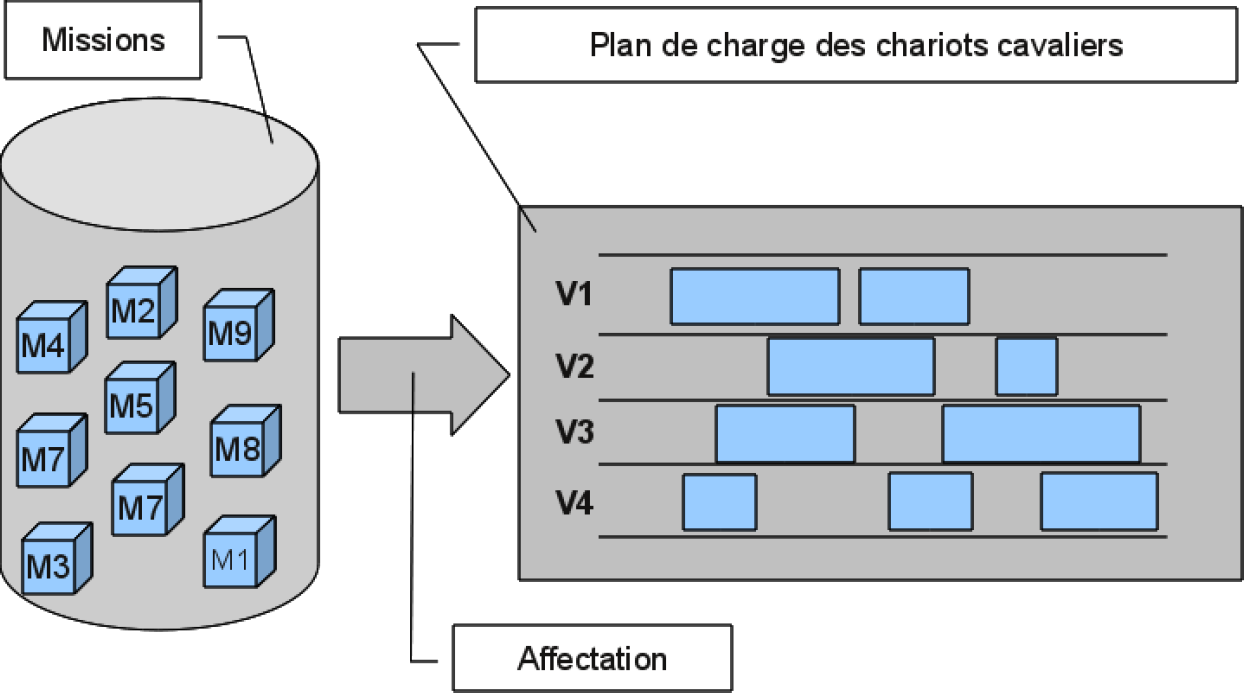 Missions
Plan de charge des chariots cavaliers
M2
M4
M9
M5
M7
M8
M7
M3
M1
V1
V2
V3
V4
Affectation